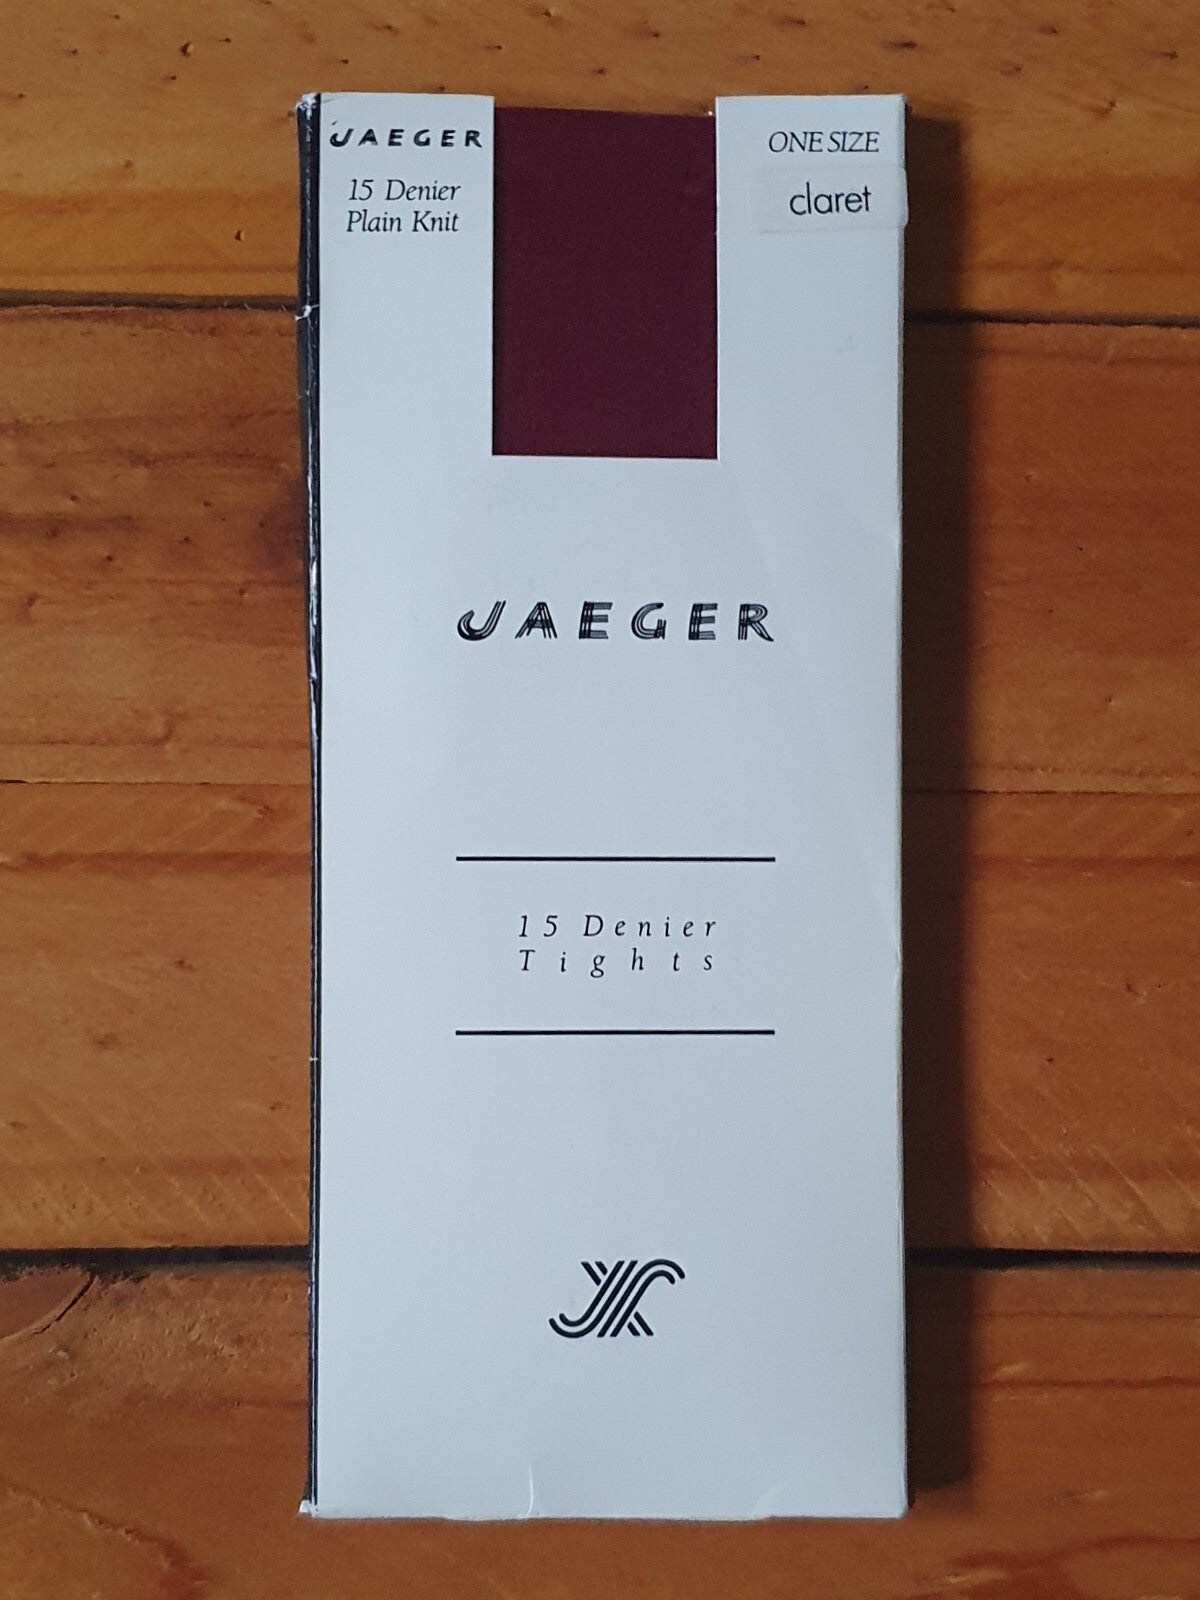 JAEGER
15 Denier
Plain Knit
ONE SIZE
claret
JAEGER
15 Denier
Tights